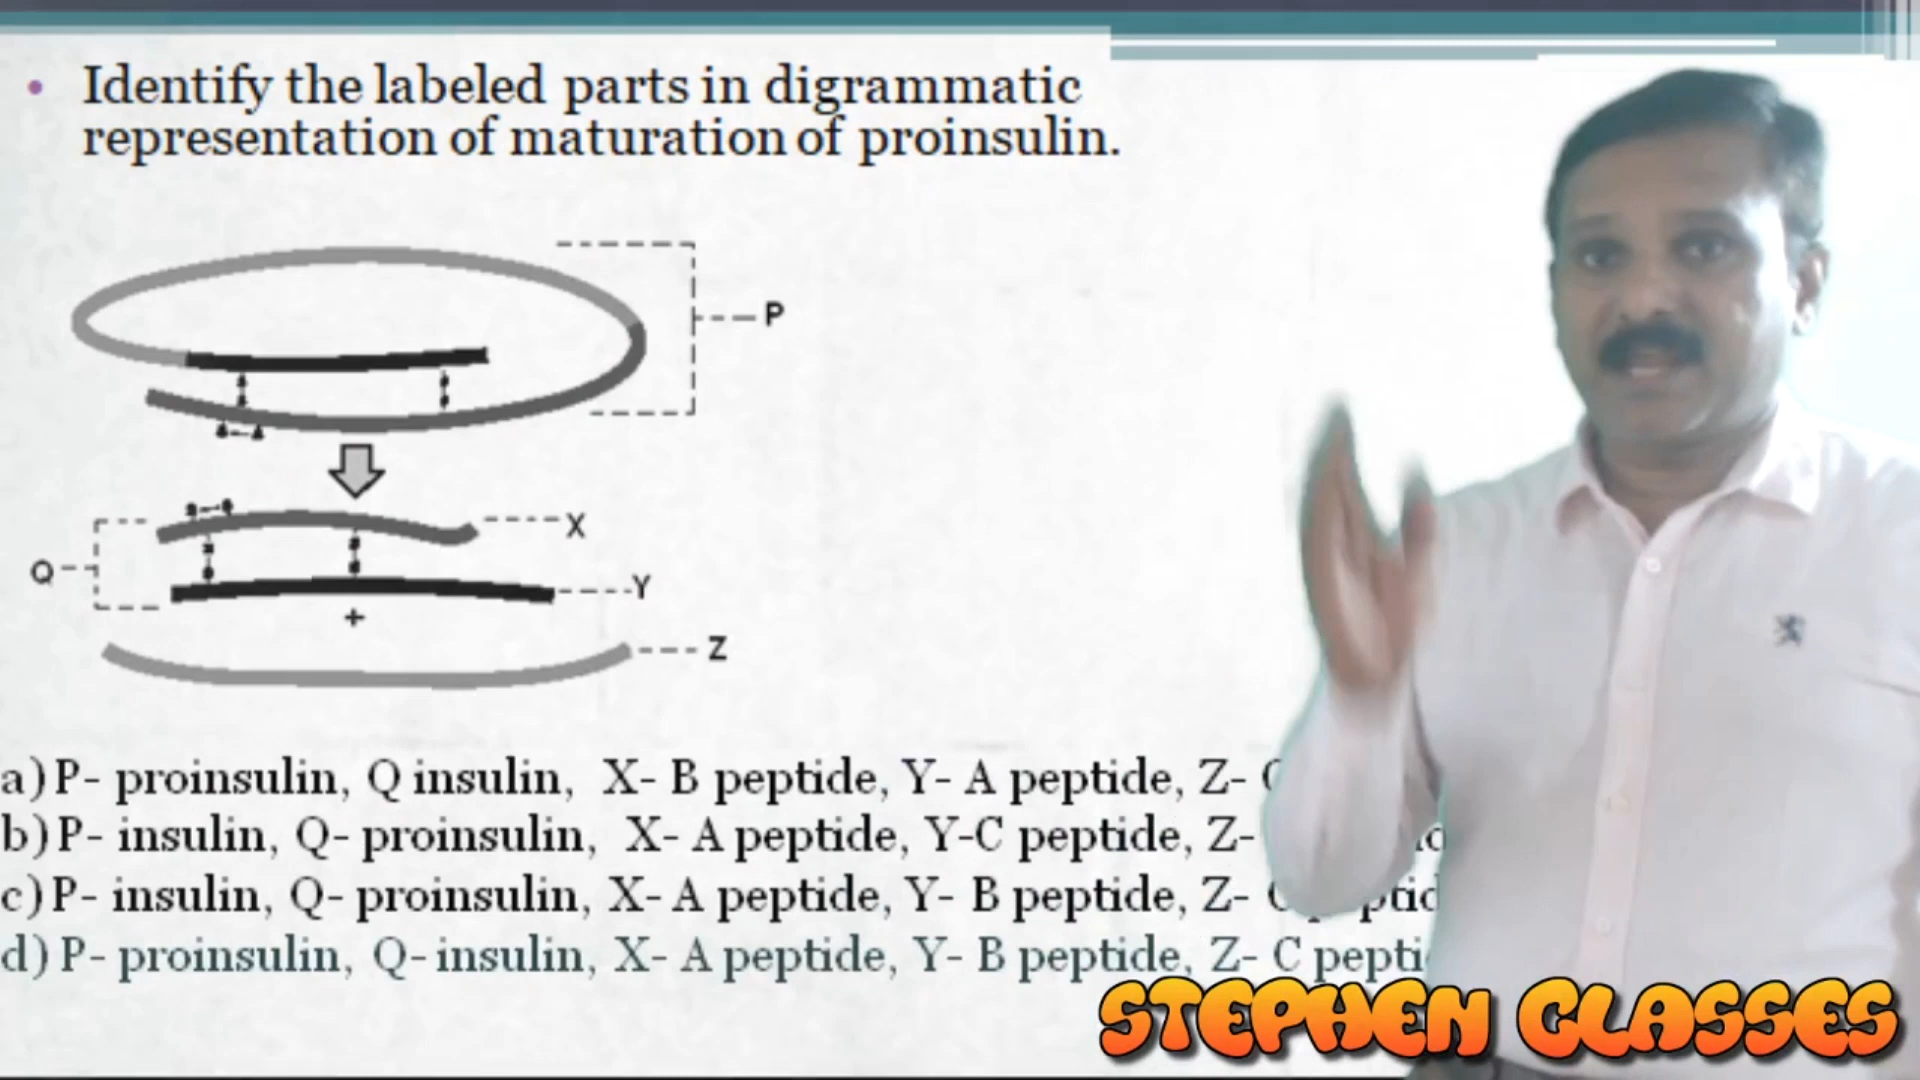 • Identify the labeled parts in digrammatic
representation of maturation of proinsulin.
P
X
Q
Y
+
Z
a) P- proinsulin, Q insulin, X- B peptide, Y- A peptide, Z-
b) P- insulin, Q- proinsulin, X- A peptide, Y-C peptide, Z-
c) P- insulin, Q- proinsulin, X- A peptide, Y- B peptide, Z-
d) P- proinsulin, Q- insulin, X- A peptide, Y- B peptide, Z- C pepti
STEPHEN CLASSES